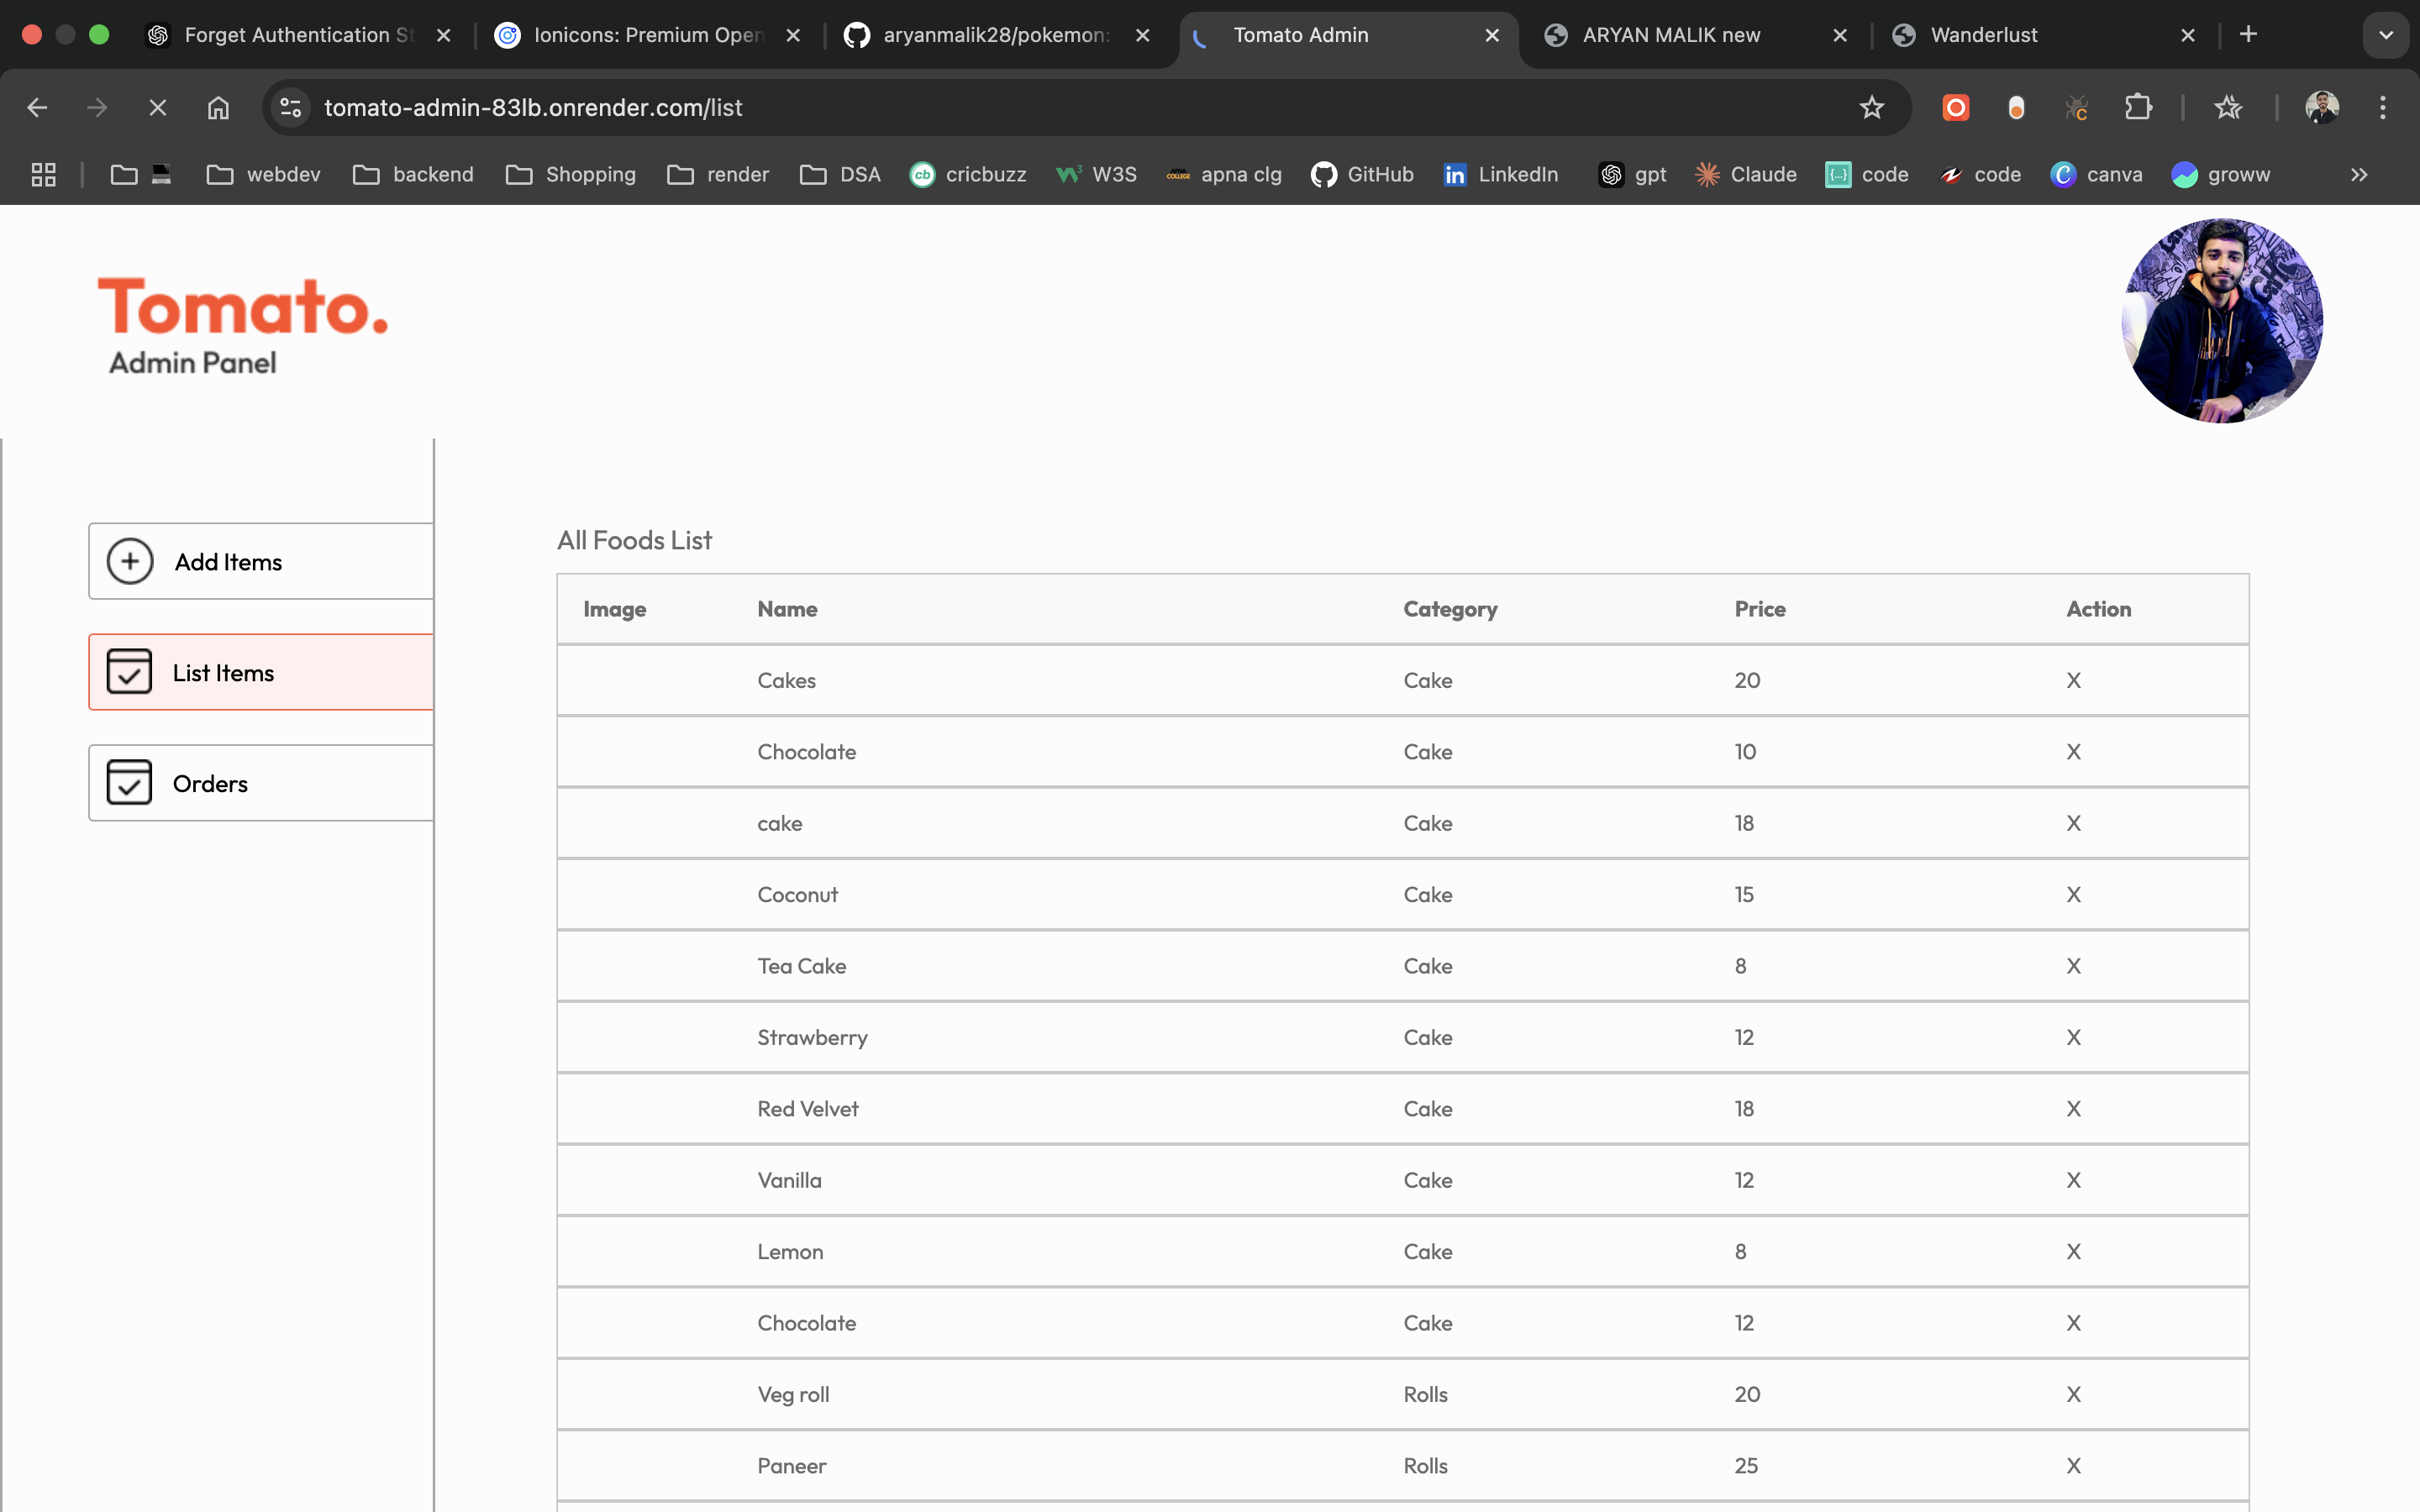 Forget Authentication St
Ionicons: Premium Open
aryanmalik28/pokemon:
Tomato Admin
ARYAN MALIK new
Wanderlust
tomato-admin-83lb.onrender.com/list
webdev
backend
Shopping
render
DSA
cb cricbuzz
W3S
apna clg
GitHub
in LinkedIn
gpt
Claude
{...} code
code
C canva
groww
Tomato.
Admin Panel
Add Items
List Items
Orders
All Foods List
Image Name Category Price Action
Cakes Cake 20 X
Chocolate Cake 10 X
cake Cake 18 X
Coconut Cake 15 X
Tea Cake Cake 8 X
Strawberry Cake 12 X
Red Velvet Cake 18 X
Vanilla Cake 12 X
Lemon Cake 8 X
Chocolate Cake 12 X
Veg roll Rolls 20 X
Paneer Rolls 25 X